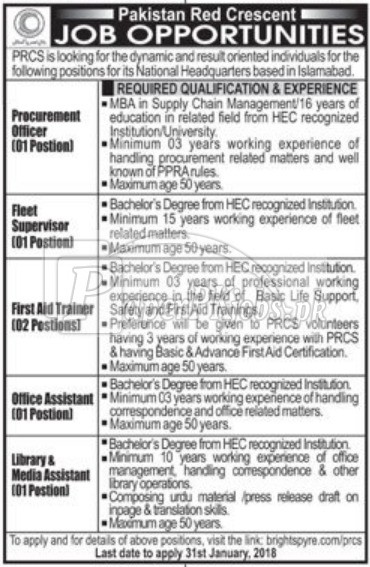 Pakistan Red Crescent
JOB OPPORTUNITIES
PRCS is looking for the dynamic and result oriented individuals for the
following positions for its National Headquarters based in Islamabad.
REQUIRED QUALIFICATION & EXPERIENCE
Procurement
Officer
(01 Postion)
▪MBA in Supply Chain Management/16 years of
education in related field from HEC recognized
Institution/University.
▪Minimum 03 years working experience of
handling procurement related matters and well
known of PPRA rules.
▪Maximum age 50 years.
Fleet
Supervisor
(01 Postion)
▪Bachelor's Degree from HEC recognized Institution.
▪Minimum 15 years working experience of fleet
related matters.
▪Maximum age 50 years.
First Aid Trainer
(02 Postions)
▪Bachelor's Degree from HEC recognized Institution.
▪Minimum 03 years of professional working
experience in the field of Basic Life Support,
Safety and First Aid Trainings.
▪Preference will be given to PRCS volunteers
having 3 years of working experience with PRCS
& having Basic & Advance First Aid Certification.
▪Maximum age 50 years.
Office Assistant
(01 Postion)
▪Bachelor's Degree from HEC recognized Institution.
▪Minimum 03 years working experience of handling
correspondence and office related matters.
▪Maximum age 50 years.
Library &
Media Assistant
(01 Postion)
▪Bachelor's Degree from HEC recognized Institution.
▪Minimum 10 years working experience of office
management, handling correspondence & other
library operations.
▪Composing urdu material /press release draft on
inpage & translation skills.
▪Maximum age 50 years.
To apply and for details of above positions, visit the link: brightspyre.com/prcs
Last date to apply 31st January, 2018